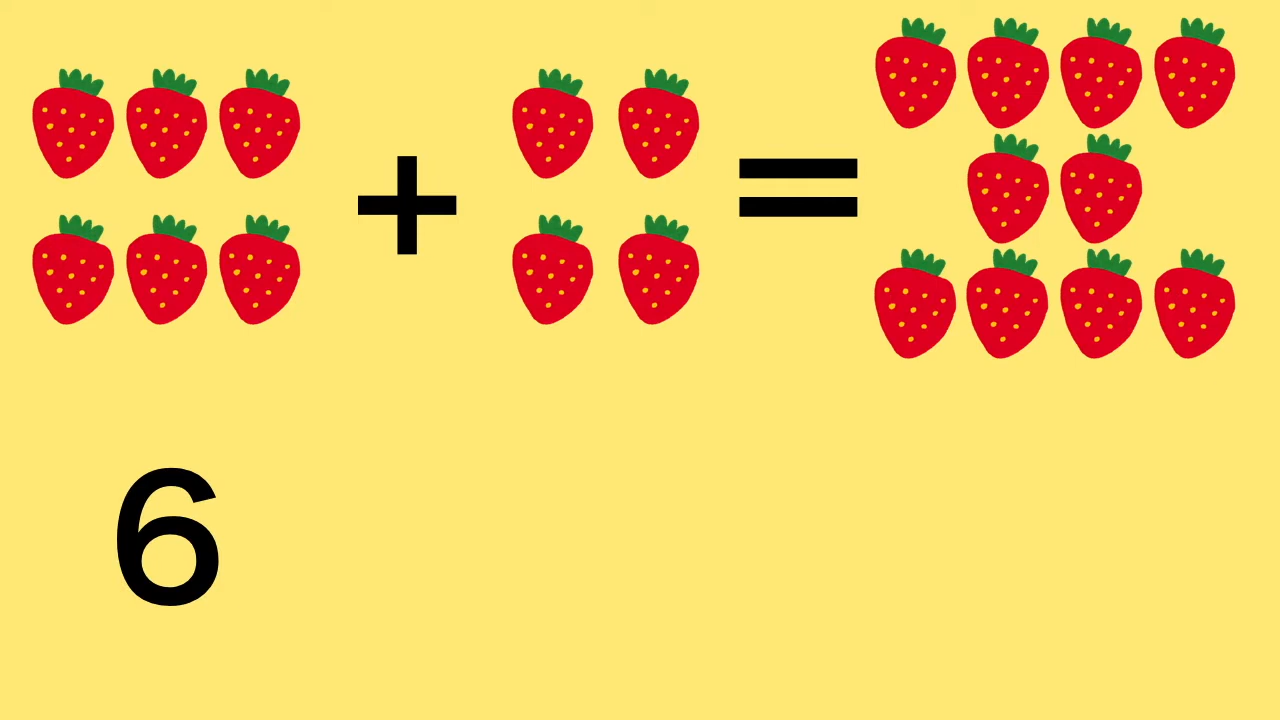 + =
6